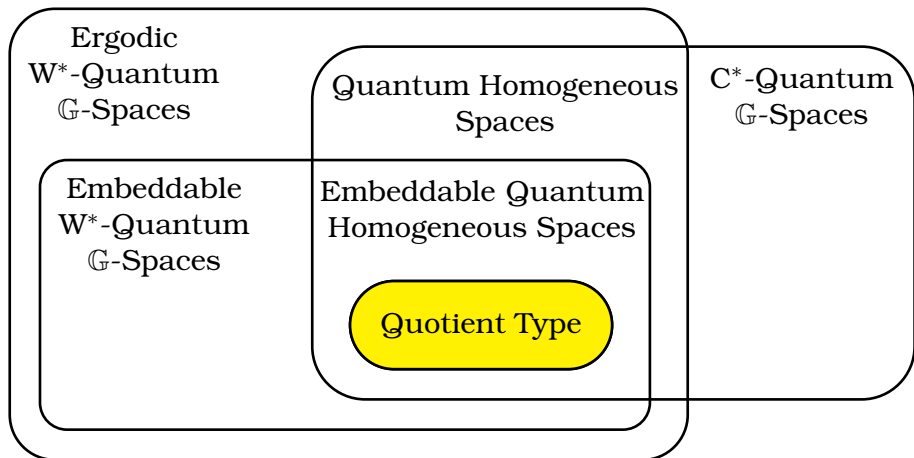 Ergodic
W*-Quantum
𝔾-Spaces
Quantum Homogeneous
Spaces
C*-Quantum
𝔾-Spaces
Embeddable
W*-Quantum
𝔾-Spaces
Embeddable Quantum
Homogeneous Spaces
Quotient Type